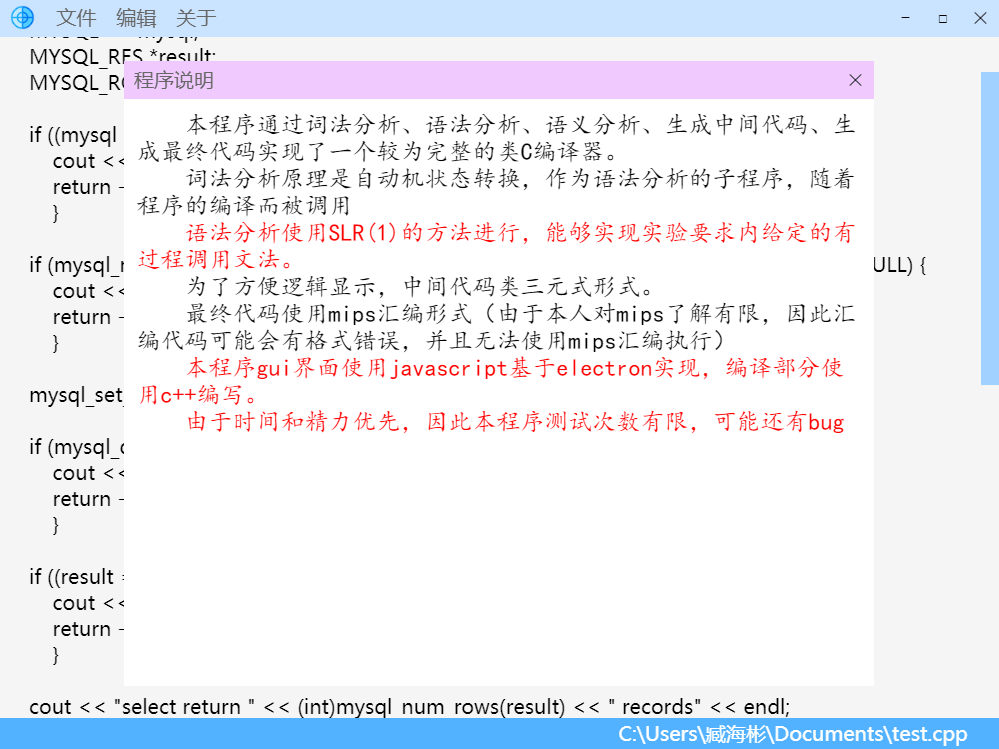 文件 编辑 关于
MYSQL_RES *result;
程序说明
本程序通过词法分析、语法分析、语义分析、生成中间代码、生
成最终代码实现了一个较为完整的类C编译器。
if ((mysql
cout <<
词法分析原理是自动机状态转换，作为语法分析的子程序，随着
return -
程序的编译而被调用
}
语法分析使用SLR(1)的方法进行，能够实现实验要求内给定的有
过程调用文法。
if (mysql_ ULL) {
为了方便逻辑显示，中间代码类三元式形式。
cout <<
return -
最终代码使用mips汇编形式（由于本人对mips了解有限，因此汇
编代码可能会有格式错误，并且无法使用mips汇编执行）
}
本程序gui界面使用javascript基于electron实现，编译部分使
用c++编写。
mysql_set_
由于时间和精力优先，因此本程序测试次数有限，可能还有bug
if (mysql_
cout <<
return -
}
if ((result =
cout <<
return -
}
cout << "select return " << (int)mysql_num_rows(result) << " records" << endl;
C:\Users\臧海彬\Documents\test.cpp